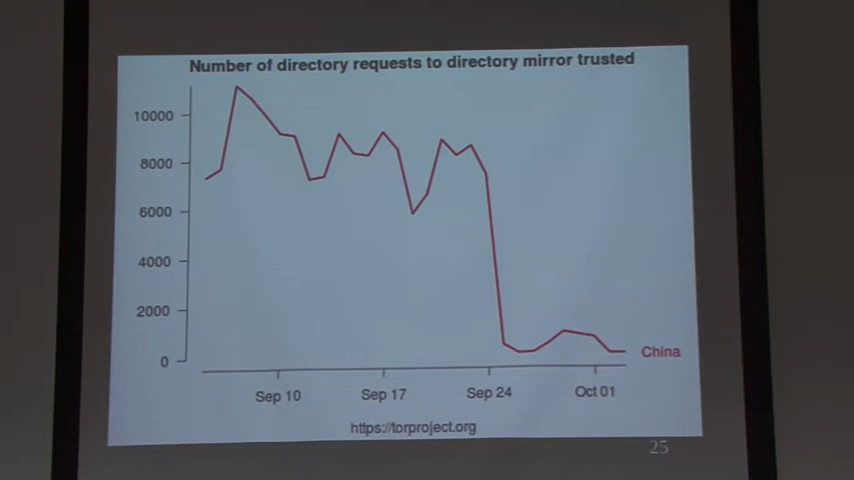 Number of directory requests to directory mirror trusted
10000
8000
6000
4000
2000
0
China
Sep 10 Sep 17 Sep 24 Oct 01
https://torproject.org
25